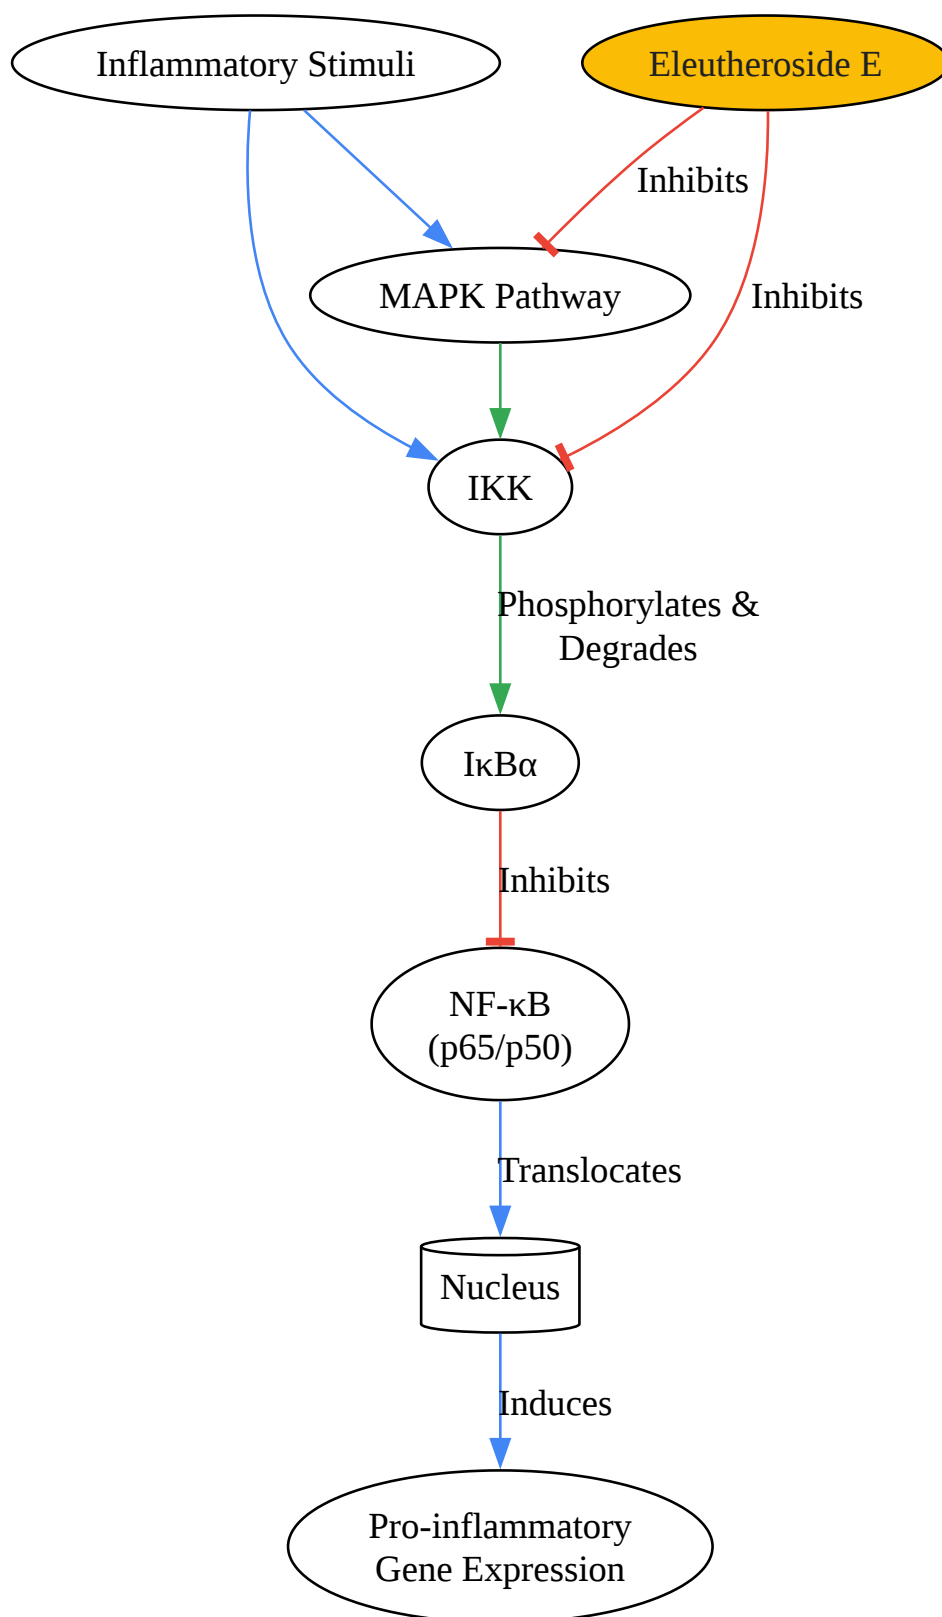 Inflammatory Stimuli
Eleutheroside E
Inhibits
Inhibits
MAPK Pathway
IKK
Phosphorylates &
Degrades
IκBα
Inhibits
NF-κB
(p65/p50)
Translocates
Nucleus
Induces
Pro-inflammatory
Gene Expression